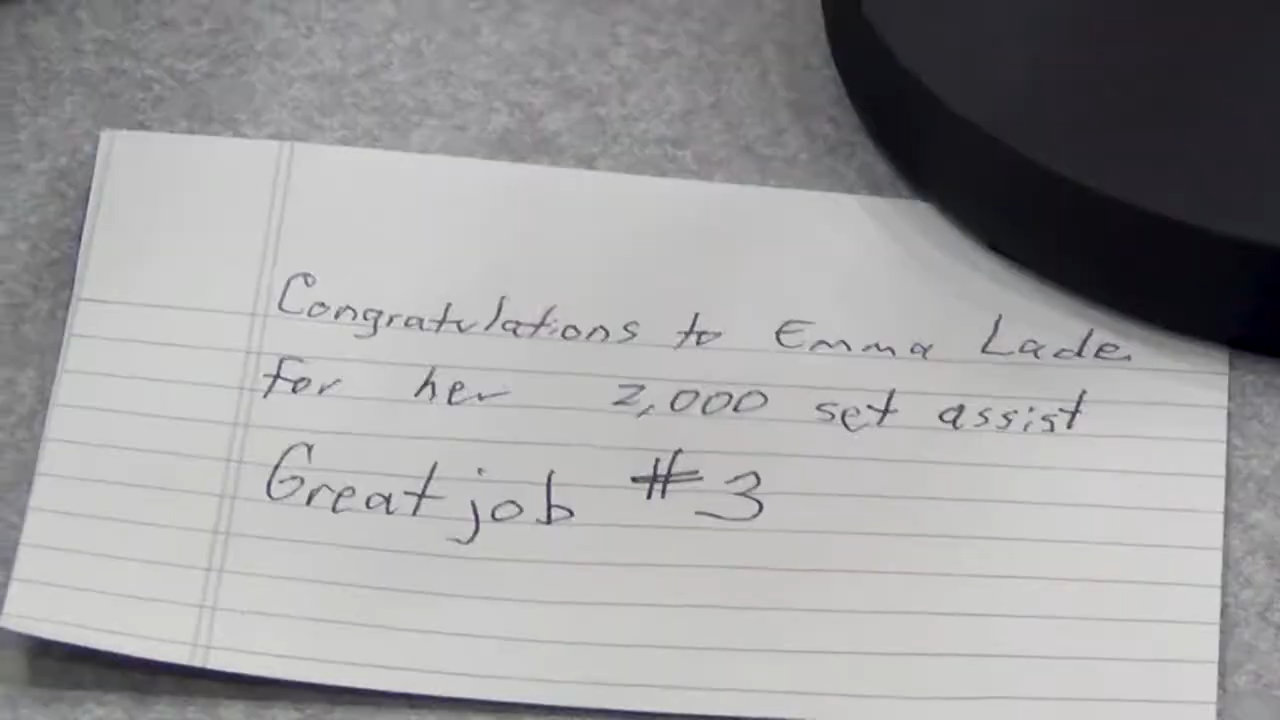 Congratulations to Emma Lade
for her 2,000 set assist
Great job #3